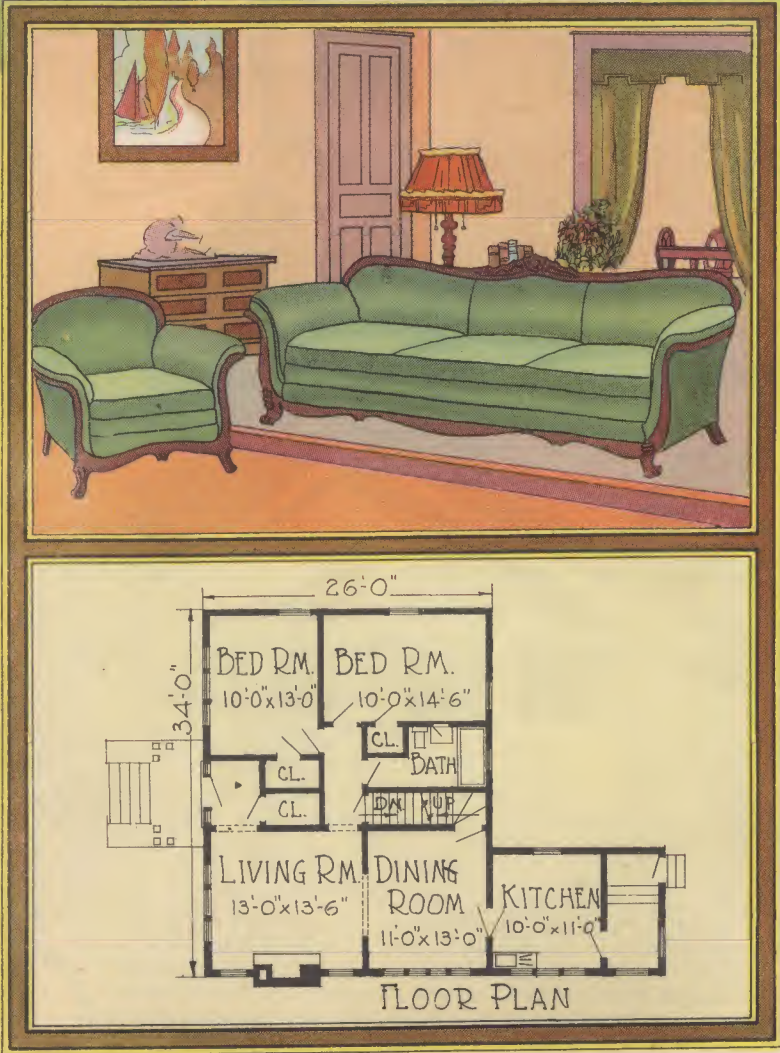 26'-0"
34'-0"
BED RM.
10'-0"x13'-0"
BED RM.
10'-0"x14'-6"
CL.
BATH
CL.
CL.
DN.
UP
LIVING RM.
13'-0"x13'-6"
DINING
ROOM
11'-0"x13'-0"
KITCHEN
10'-0"x11'-0"
FLOOR PLAN